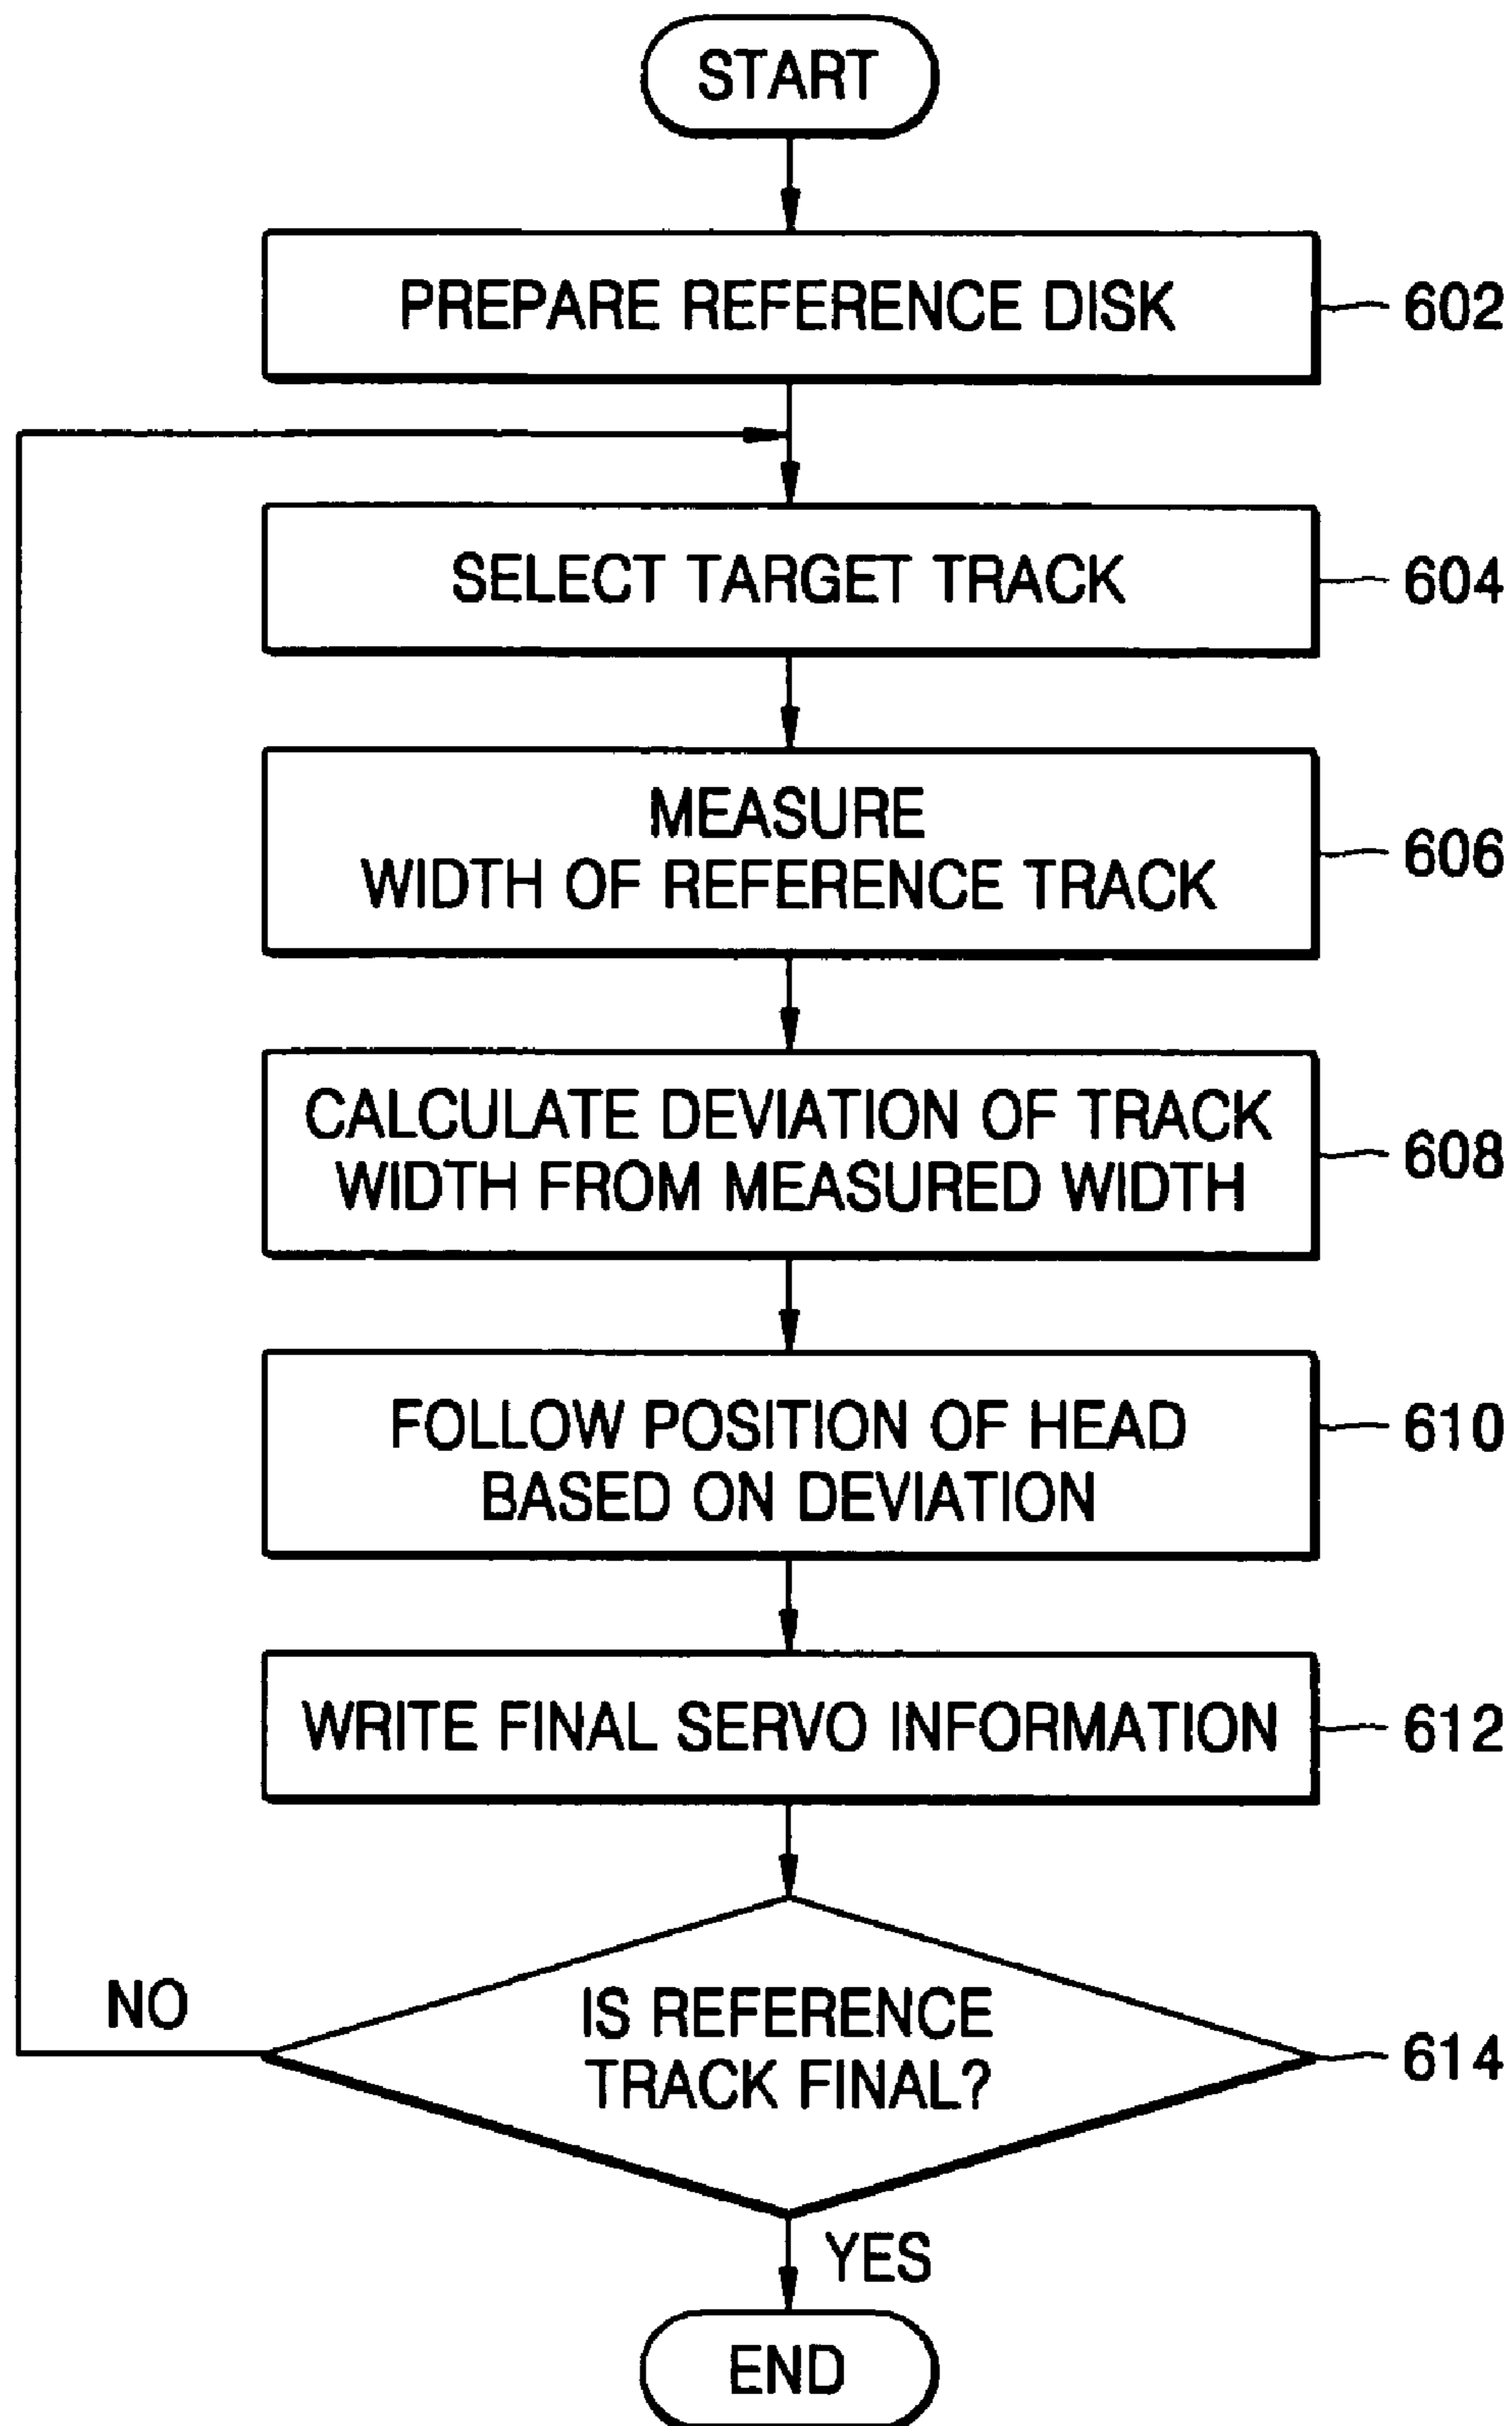 START
PREPARE REFERENCE DISK
602
SELECT TARGET TRACK
604
MEASURE
WIDTH OF REFERENCE TRACK
606
CALCULATE DEVIATION OF TRACK
WIDTH FROM MEASURED WIDTH
608
FOLLOW POSITION OF HEAD
BASED ON DEVIATION
610
WRITE FINAL SERVO INFORMATION
612
NO
IS REFERENCE
TRACK FINAL?
614
YES
END